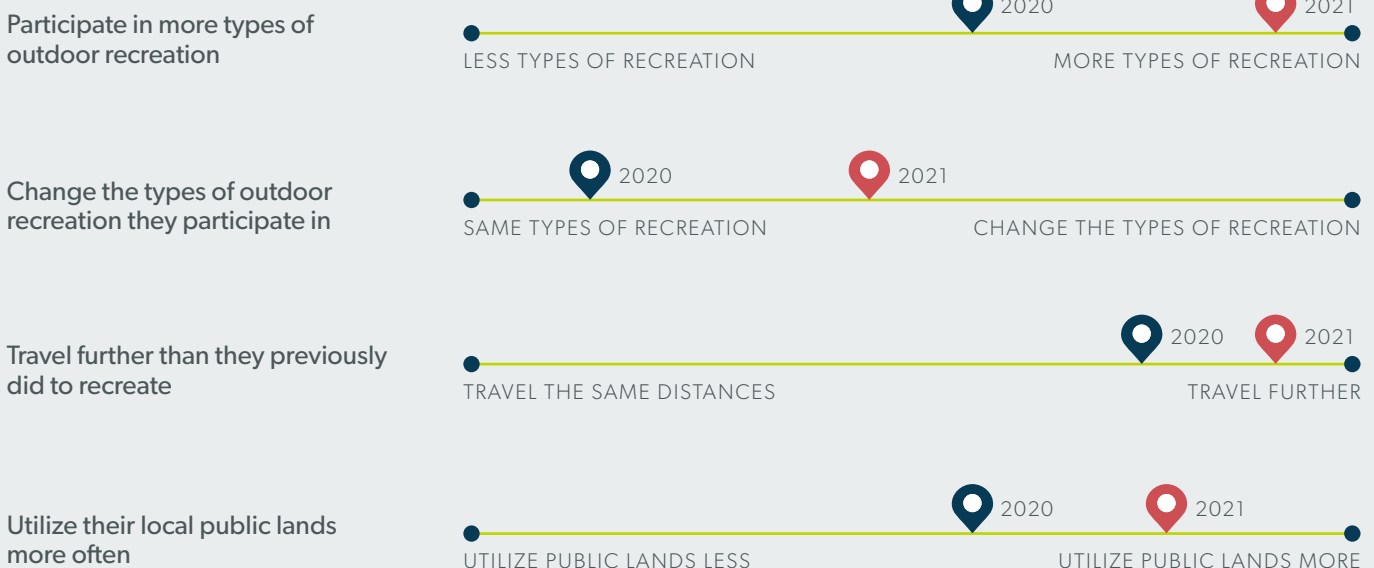 2020
2021
Participate in more types of
outdoor recreation
LESS TYPES OF RECREATION
MORE TYPES OF RECREATION
2020
2021
Change the types of outdoor
recreation they participate in
SAME TYPES OF RECREATION
CHANGE THE TYPES OF RECREATION
2020
2021
Travel further than they previously
did to recreate
TRAVEL THE SAME DISTANCES
TRAVEL FURTHER
2020
2021
Utilize their local public lands
more often
UTILIZE PUBLIC LANDS LESS
UTILIZE PUBLIC LANDS MORE